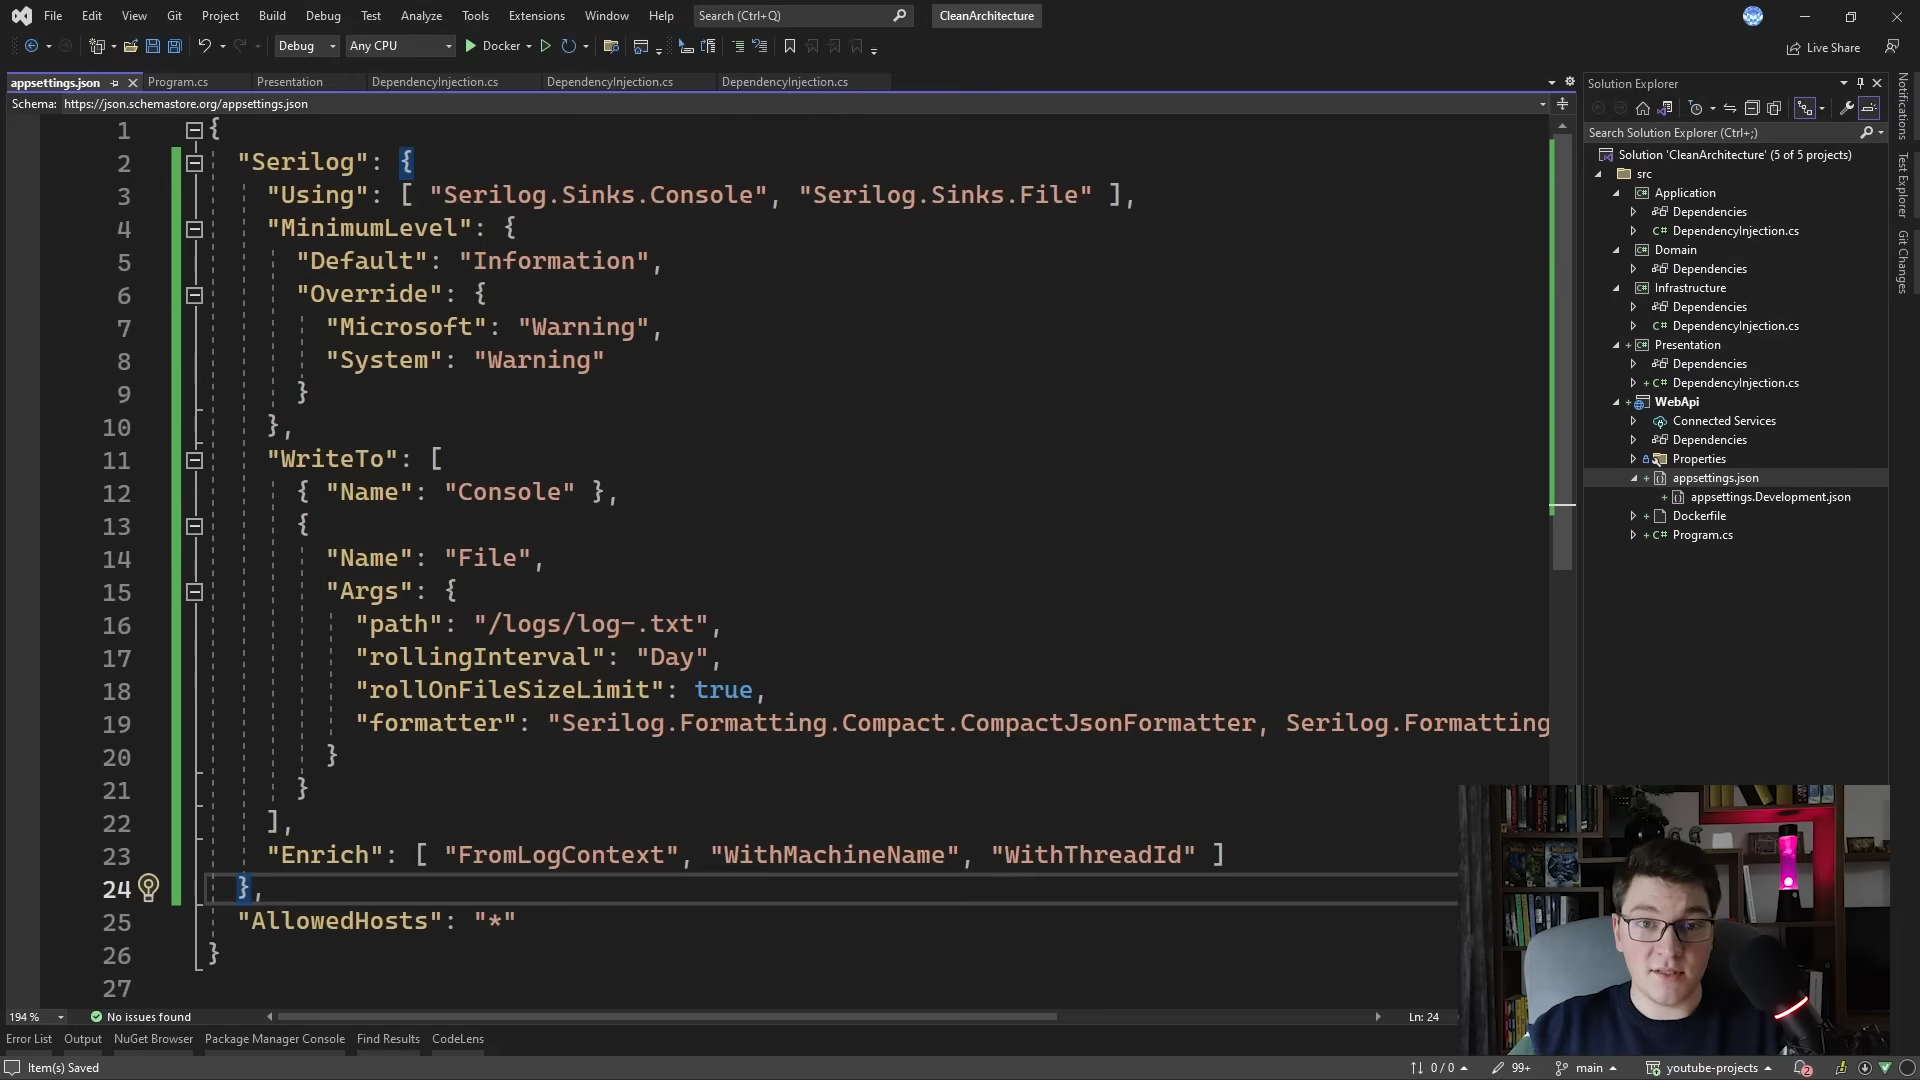 File Edit View Git Project Build Debug Test Analyze Tools Extensions Window Help Search (Ctrl+Q) CleanArchitecture
Debug Any CPU Docker Live Share
appsettings.json Program.cs Presentation DependencyInjection.cs DependencyInjection.cs DependencyInjection.cs
Schema: https://json.schemastore.org/appsettings.json
1 {
2 "Serilog": {
3 "Using": [ "Serilog.Sinks.Console", "Serilog.Sinks.File" ],
4 "MinimumLevel": {
5 "Default": "Information",
6 "Override": {
7 "Microsoft": "Warning",
8 "System": "Warning"
9 }
10 },
11 "WriteTo": [
12 { "Name": "Console" },
13 {
14 "Name": "File",
15 "Args": {
16 "path": "/logs/log-.txt",
17 "rollingInterval": "Day",
18 "rollOnFileSizeLimit": true,
19 "formatter": "Serilog.Formatting.Compact.CompactJsonFormatter, Serilog.Formatting
20 }
21 }
22 ],
23 "Enrich": [ "FromLogContext", "WithMachineName", "WithThreadId" ]
24 },
25 "AllowedHosts": "*"
26 }
27
194 % No issues found Ln: 24
Error List Output NuGet Browser Package Manager Console Find Results CodeLens
Item(s) Saved 0 / 0 99+ main youtube-projects 2
Solution Explorer
Search Solution Explorer (Ctrl+;)
Solution 'CleanArchitecture' (5 of 5 projects)
src
Application
Dependencies
C# DependencyInjection.cs
Domain
Dependencies
Infrastructure
Dependencies
C# DependencyInjection.cs
Presentation
Dependencies
C# DependencyInjection.cs
WebApi
Connected Services
Dependencies
Properties
appsettings.json
appsettings.Development.json
Dockerfile
C# Program.cs
Notifications
Test Explorer
Git Changes